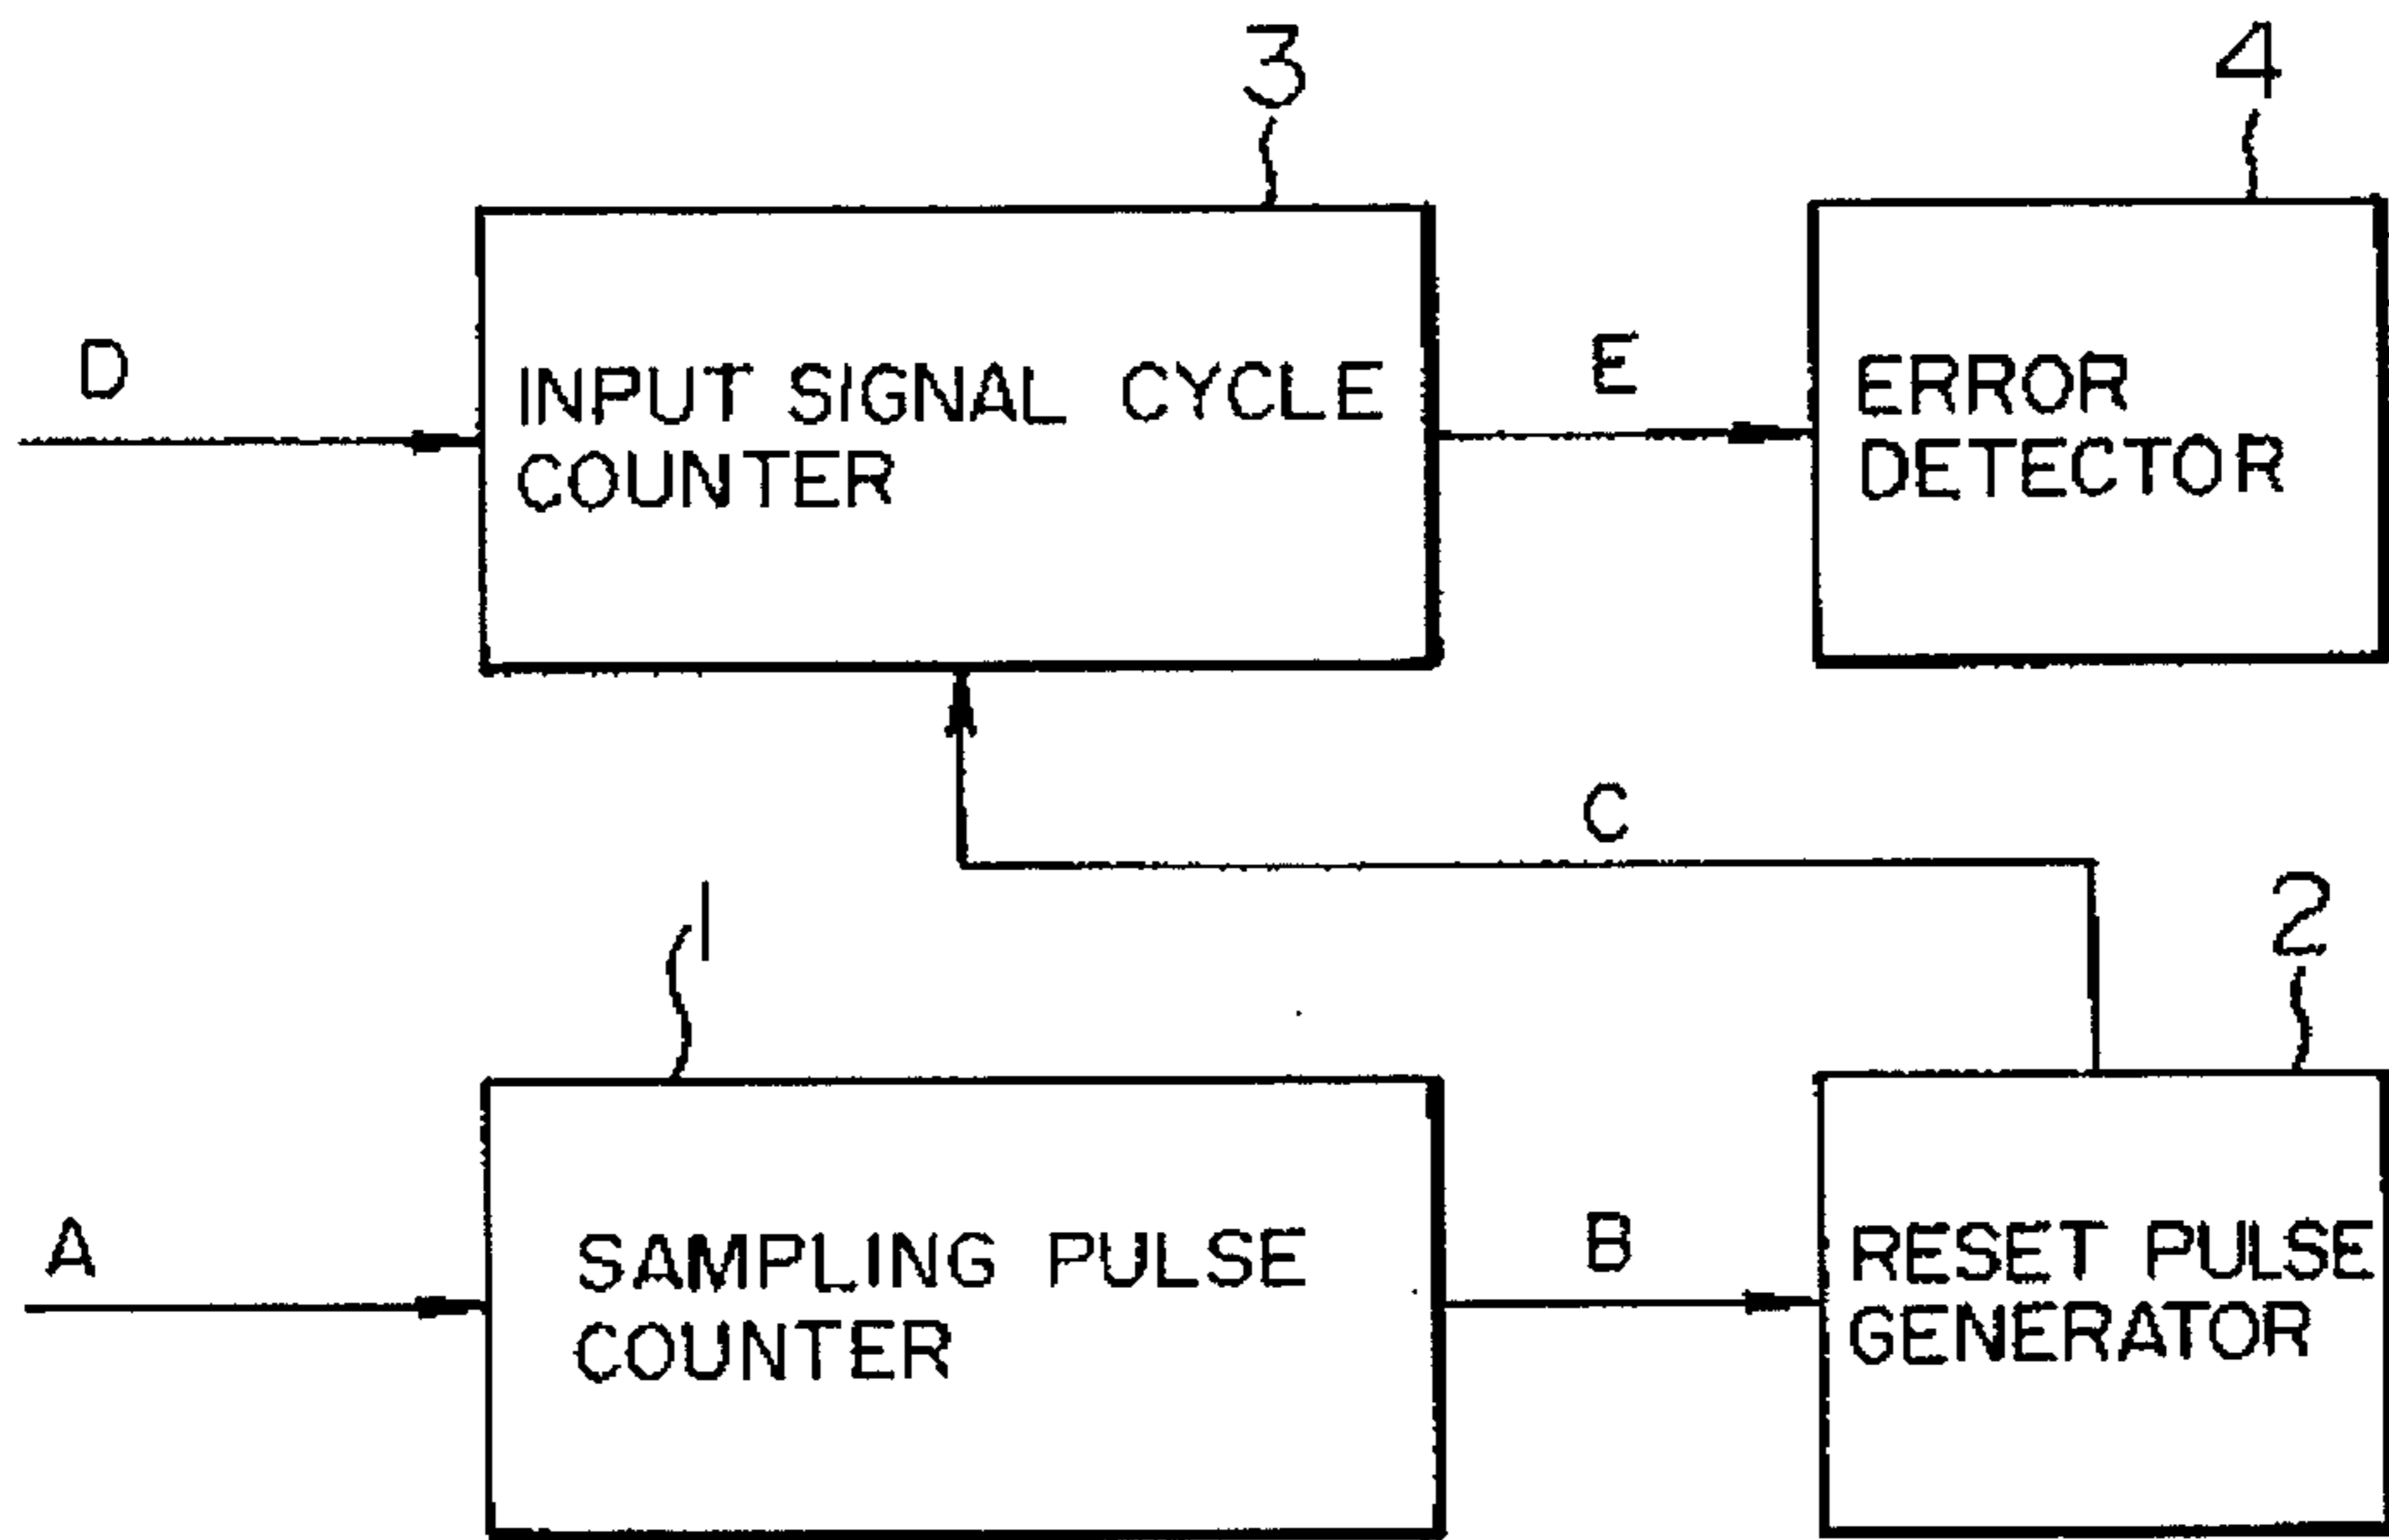 3
4
D
INPUT SIGNAL CYCLE
COUNTER
E
ERROR
DETECTOR
C
1
2
A
SAMPLING PULSE
COUNTER
B
RESET PULSE
GENERATOR